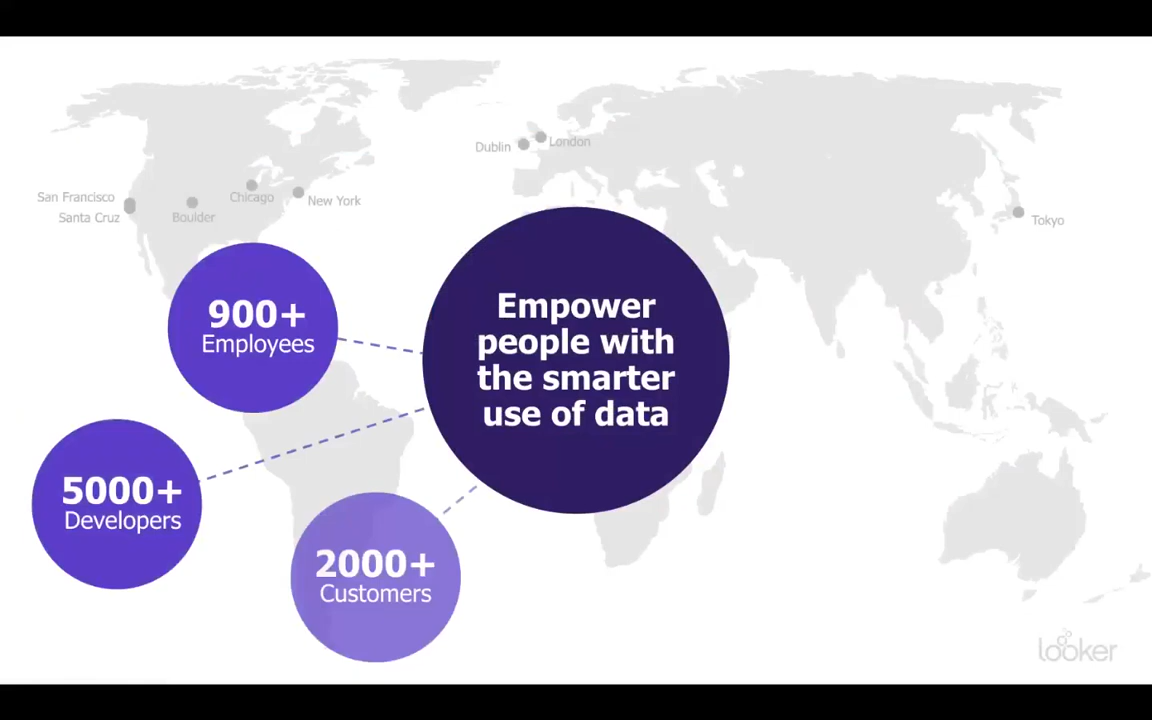 Dublin
London
San Francisco
Santa Cruz
Boulder
Chicago
New York
Tokyo
900+
Employees
Empower
people with
the smarter
use of data
5000+
Developers
2000+
Customers
looker